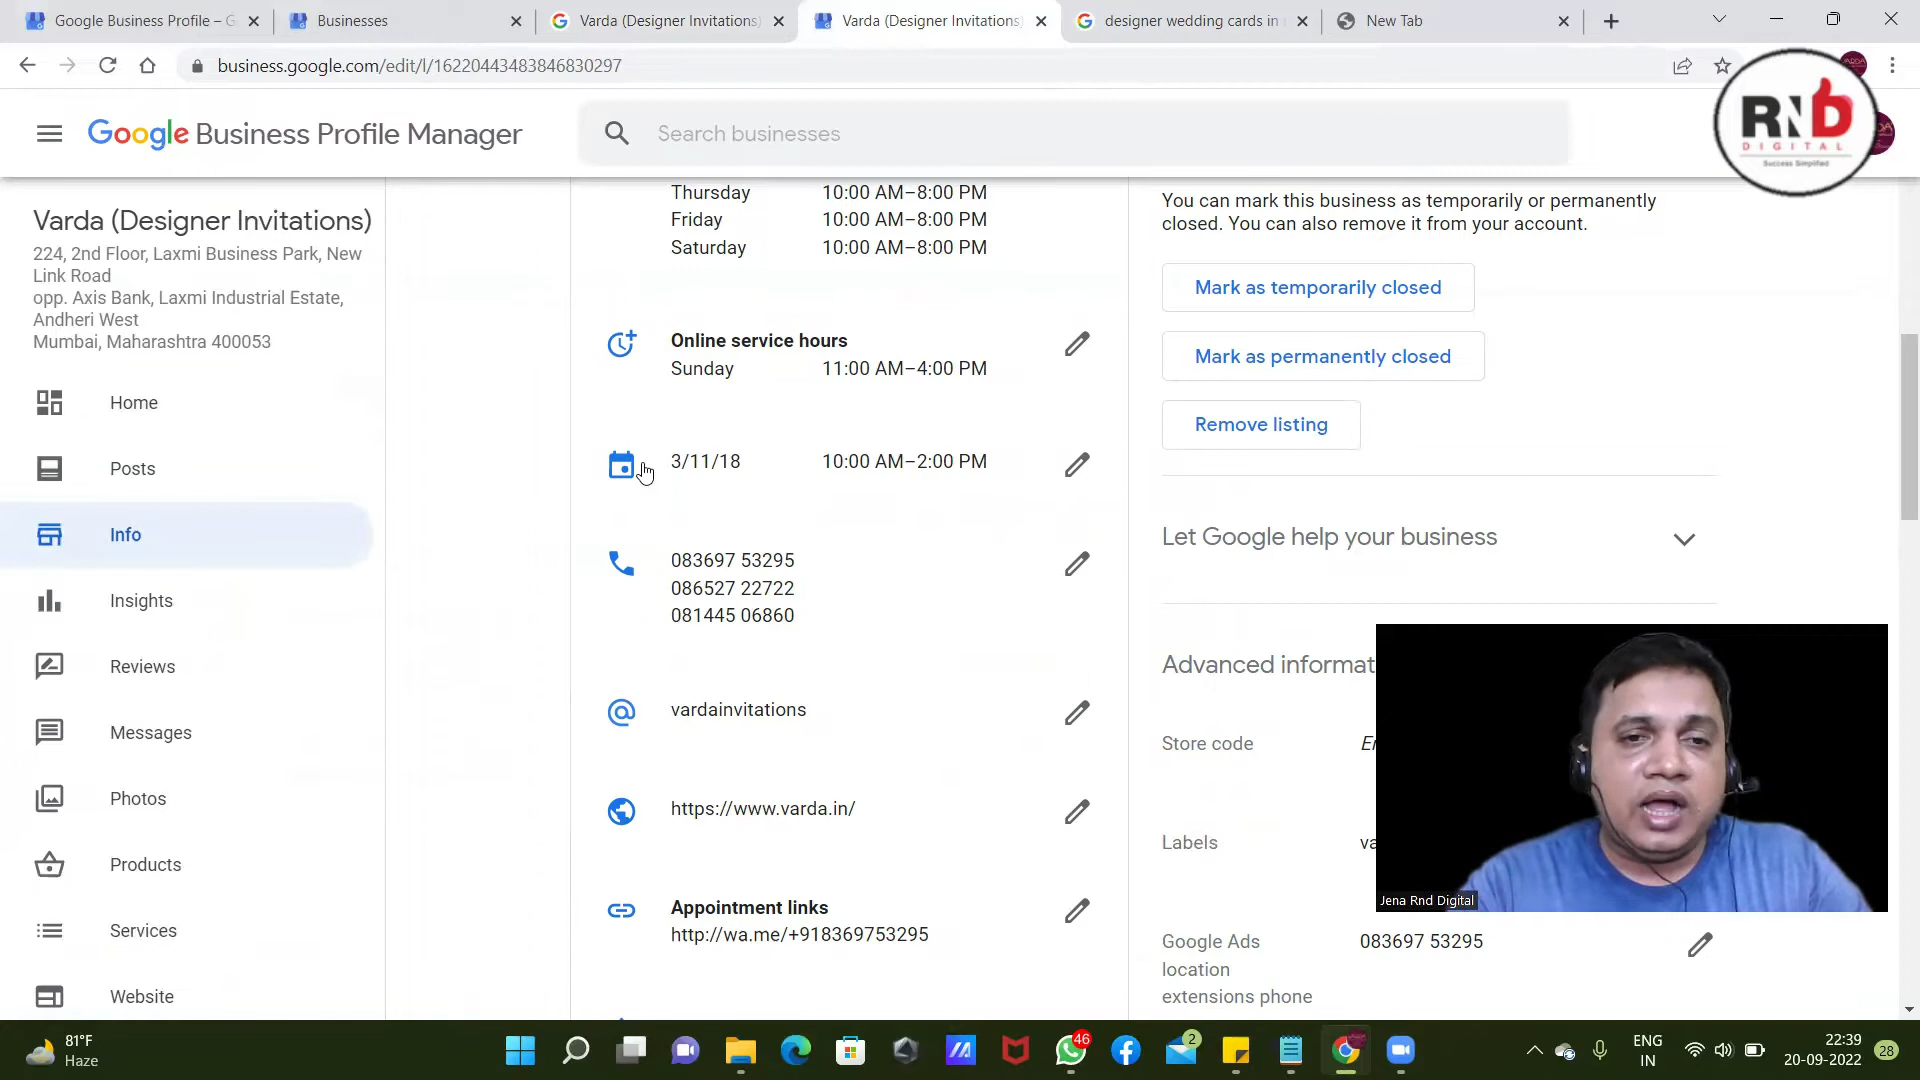 Google Business Profile – G
Businesses
Varda (Designer Invitations)
Varda (Designer Invitations)
designer wedding cards in
New Tab
business.google.com/edit/l/16220443483846830297
Google Business Profile Manager
Search businesses
RND
DIGITAL
Success Simplified
Varda (Designer Invitations)
224, 2nd Floor, Laxmi Business Park, New
Link Road
opp. Axis Bank, Laxmi Industrial Estate,
Andheri West
Mumbai, Maharashtra 400053
Home
Posts
Info
Insights
Reviews
Messages
Photos
Products
Services
Website
Thursday 10:00 AM–8:00 PM
Friday 10:00 AM–8:00 PM
Saturday 10:00 AM–8:00 PM
Online service hours
Sunday 11:00 AM–4:00 PM
3/11/18 10:00 AM–2:00 PM
083697 53295
086527 22722
081445 06860
vardainvitations
https://www.varda.in/
Appointment links
http://wa.me/+918369753295
You can mark this business as temporarily or permanently
closed. You can also remove it from your account.
Mark as temporarily closed
Mark as permanently closed
Remove listing
Let Google help your business
Advanced informat
Store code
Labels
Google Ads 083697 53295
location
extensions phone
Jena Rnd Digital
81°F
Haze
46
2
ENG
IN
22:39
20-09-2022
28